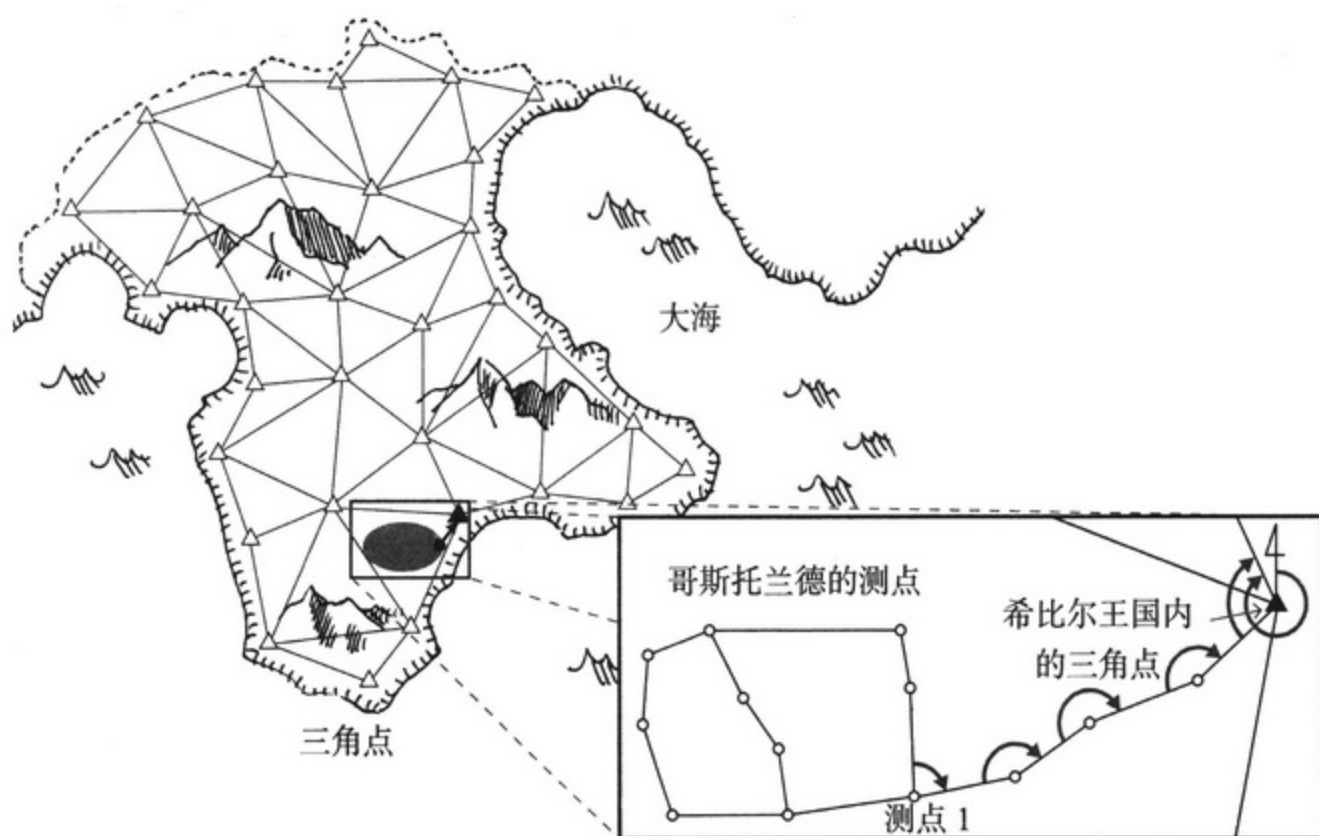 大海
哥斯托兰德的测点
希比尔王国内
的三角点
测点 1
三角点